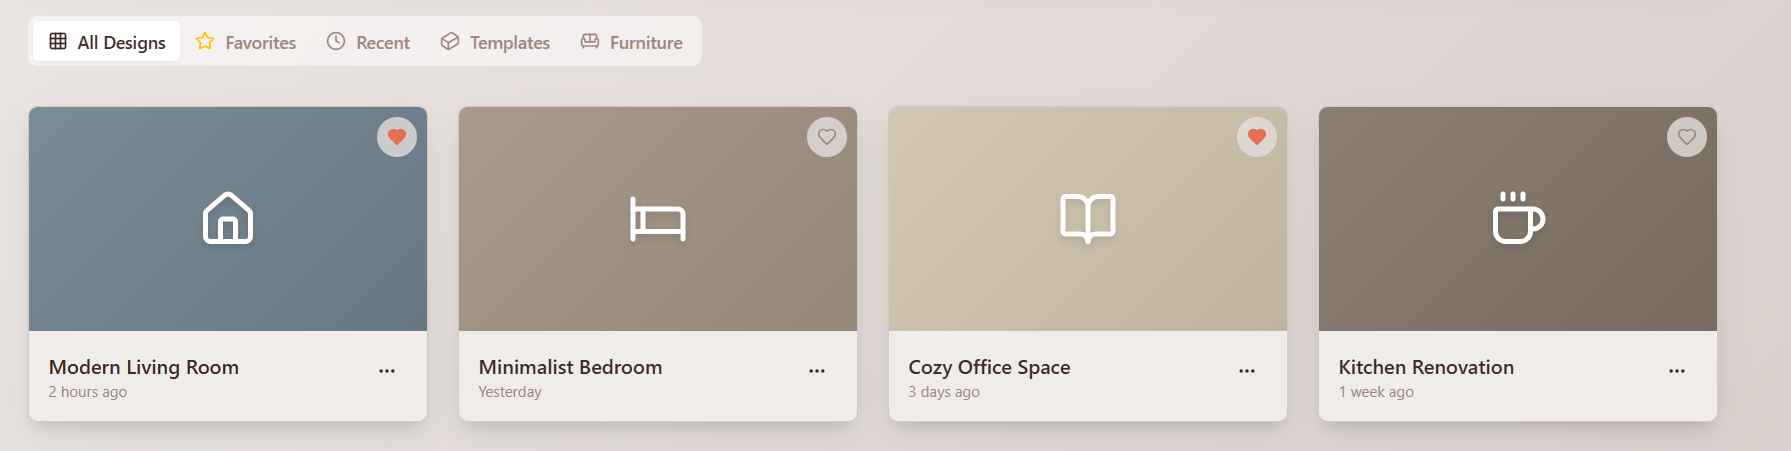 All Designs
Favorites
Recent
Templates
Furniture
Modern Living Room
2 hours ago
Minimalist Bedroom
Yesterday
Cozy Office Space
3 days ago
Kitchen Renovation
1 week ago